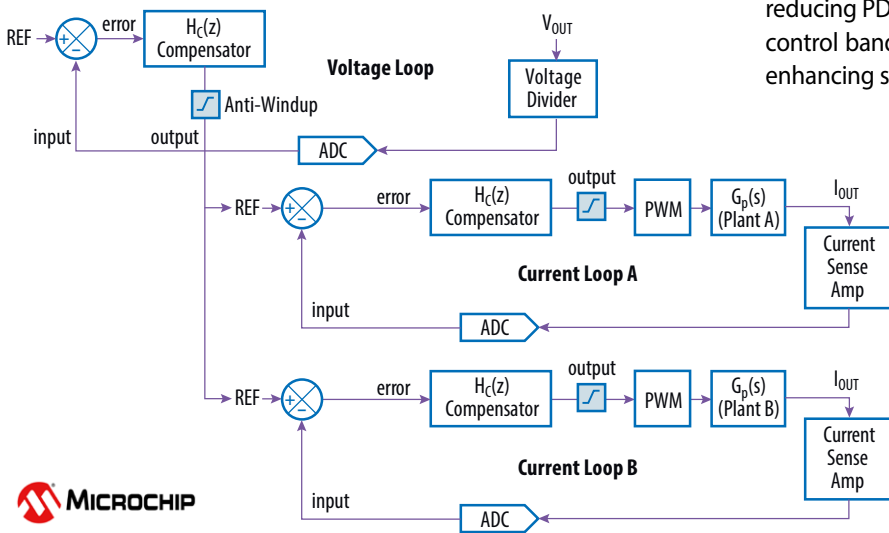 reducing PD
control band
enhancing s
REF
error
H_C(z)
Compensator
Voltage Loop
V_OUT
Voltage
Divider
Anti-Windup
input
output
ADC
REF
error
H_C(z)
Compensator
output
PWM
G_p(s)
(Plant A)
I_OUT
Current
Sense
Amp
Current Loop A
input
ADC
REF
error
H_C(z)
Compensator
output
PWM
G_p(s)
(Plant B)
I_OUT
Current
Sense
Amp
Current Loop B
input
ADC
MICROCHIP